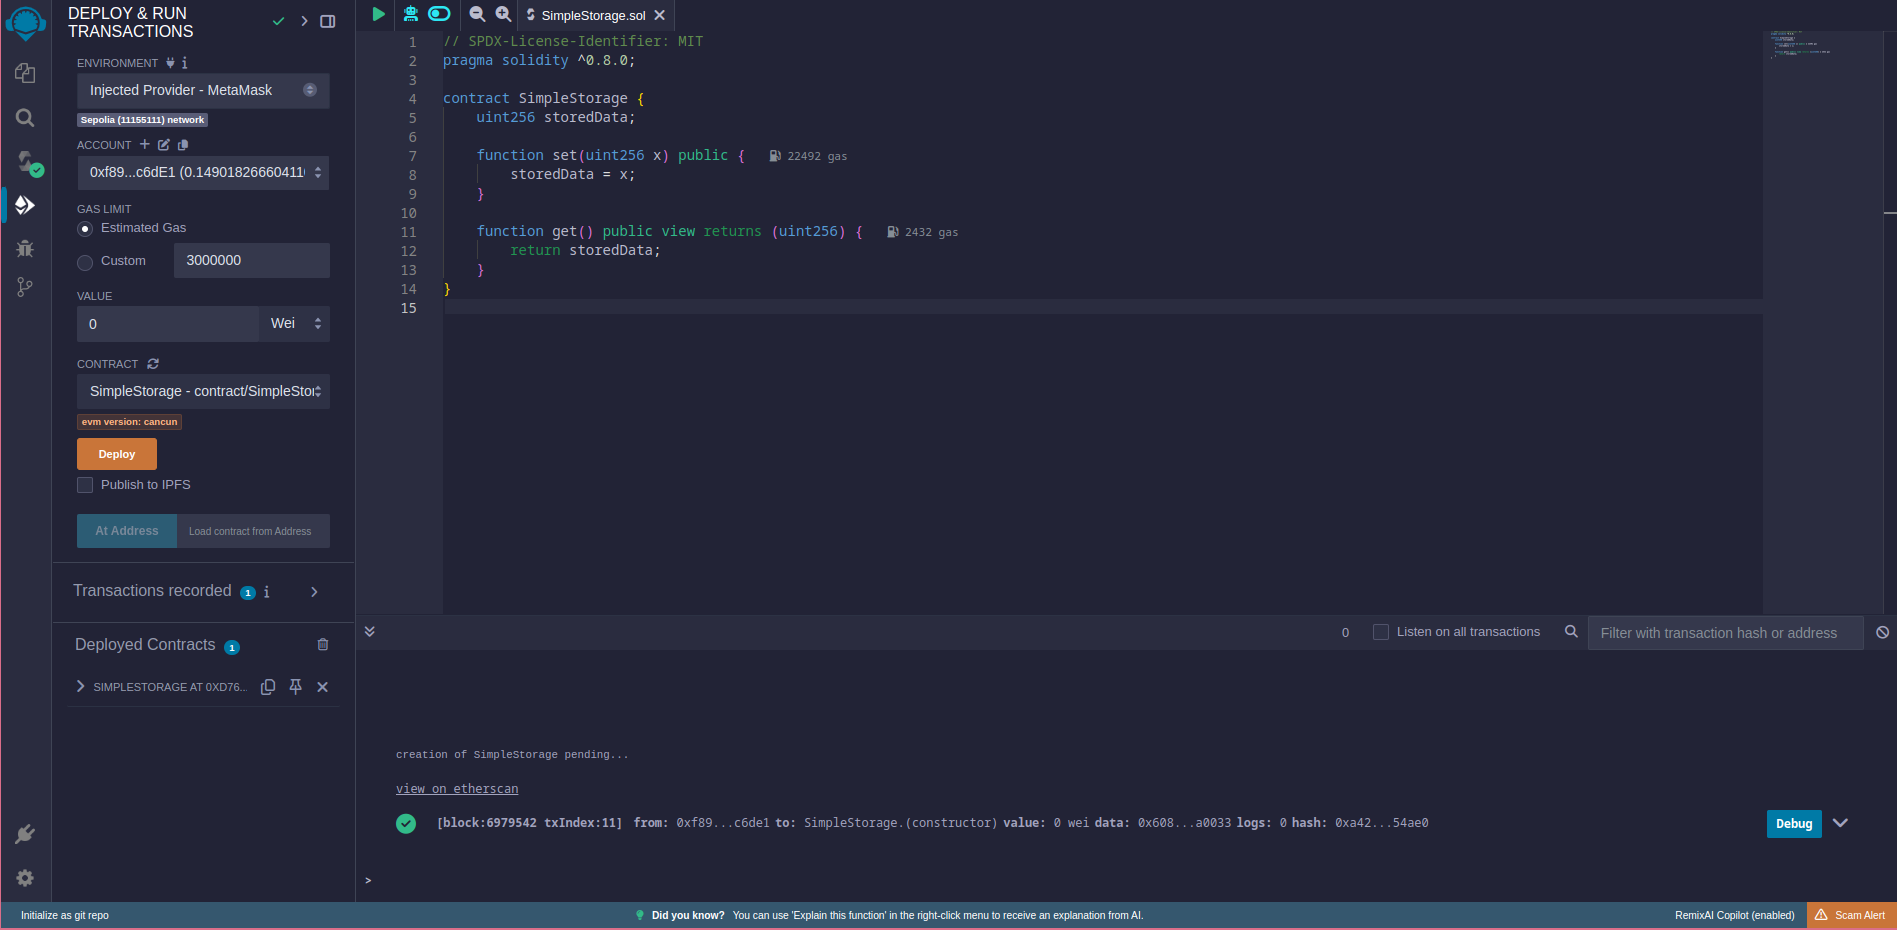 DEPLOY & RUN
TRANSACTIONS
ENVIRONMENT
Injected Provider - MetaMask
Sepolia (11155111) network
ACCOUNT
0xf89...c6dE1 (0.14901826660411
GAS LIMIT
Estimated Gas
Custom 3000000
VALUE
0 Wei
CONTRACT
SimpleStorage - contract/SimpleStor
evm version: cancun
Deploy
Publish to IPFS
At Address Load contract from Address
Transactions recorded 1
Deployed Contracts 1
SIMPLESTORAGE AT 0XD76...
SimpleStorage.sol
1 // SPDX-License-Identifier: MIT
2 pragma solidity ^0.8.0;
3
4 contract SimpleStorage {
5 uint256 storedData;
6
7 function set(uint256 x) public { 22492 gas
8 storedData = x;
9 }
10
11 function get() public view returns (uint256) { 2432 gas
12 return storedData;
13 }
14 }
15
0 Listen on all transactions Filter with transaction hash or address
creation of SimpleStorage pending...
view on etherscan
[block:6979542 txIndex:11] from: 0xf89...c6de1 to: SimpleStorage.(constructor) value: 0 wei data: 0x608...a0033 logs: 0 hash: 0xa42...54ae0
Debug
>
Initialize as git repo
Did you know? You can use 'Explain this function' in the right-click menu to receive an explanation from AI.
RemixAI Copilot (enabled)
Scam Alert